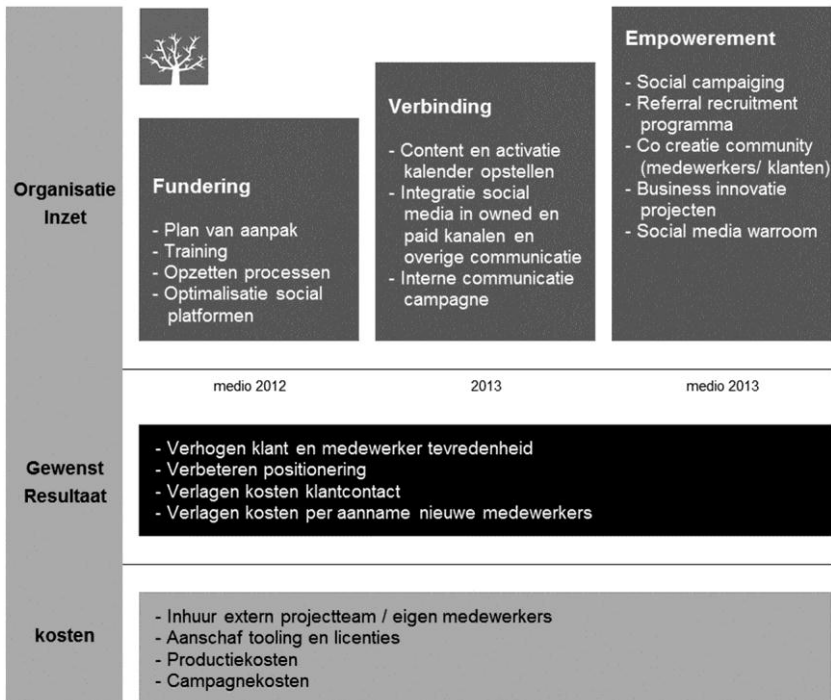 Organisatie
Inzet
Fundering
- Plan van aanpak
- Training
- Opzetten processen
- Optimalisatie social
platformen
Verbinding
- Content en activatie
kalender opstellen
- Integratie social
media in owned en
paid kanalen en
overige communicatie
- Interne communicatie
campagne
Empowerement
- Social campaiging
- Referral recruitment
programma
- Co creatie community
(medewerkers/ klanten)
- Business innovatie
projecten
- Social media warroom
medio 2012
2013
medio 2013
Gewenst
Resultaat
- Verhogen klant en medewerker tevredenheid
- Verbeteren positionering
- Verlagen kosten klantcontact
- Verlagen kosten per aanname nieuwe medewerkers
kosten
- Inhuur extern projectteam / eigen medewerkers
- Aanschaf tooling en licenties
- Productiekosten
- Campagnekosten